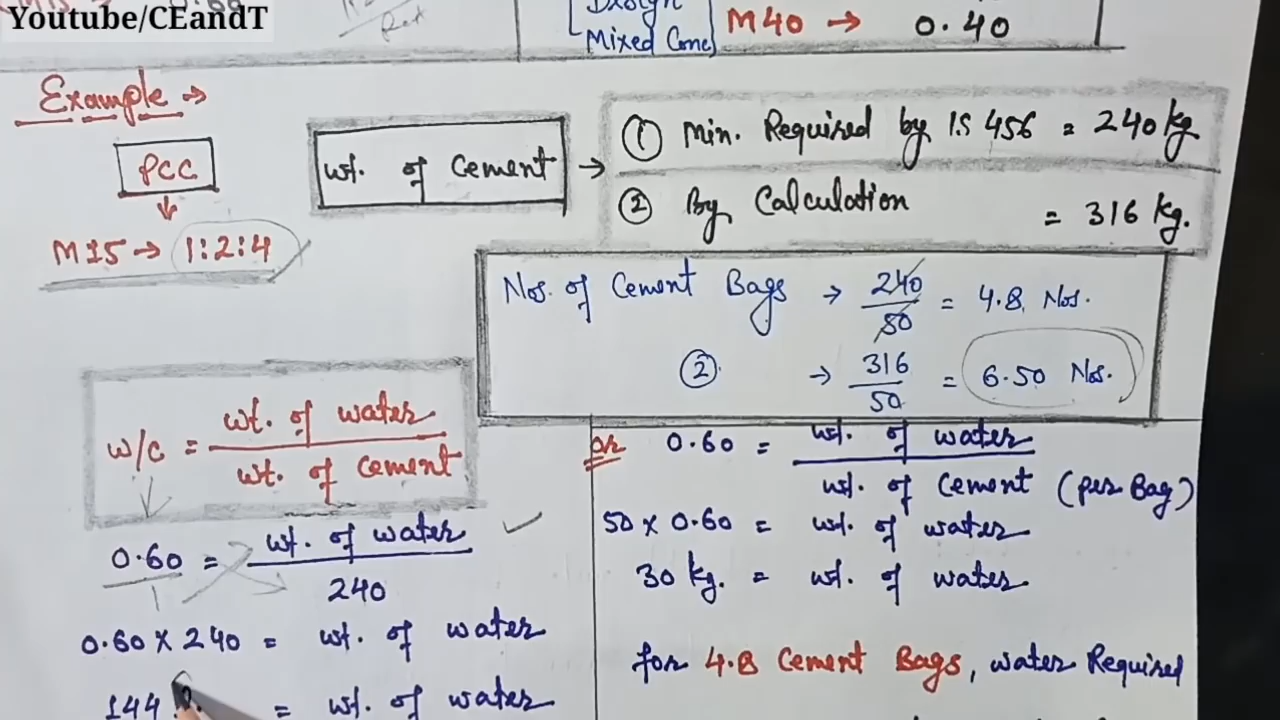 Youtube/CEandT
Design
Mixed Conc
M40 → 0.40
Example →
PCC
M15 → 1:2:4
wt. of Cement →
① Min. Required by I.S 456 = 240 kg
② By Calculation = 316 kg.
Nos. of Cement Bags → 240/50 = 4.8 Nos.
② → 316/50 = 6.50 Nos.
w/c = wt. of water / wt. of cement
0.60 = wt. of water / 240
0.60 x 240 = wt. of water
144 = wt. of water
or 0.60 = wt. of water / wt. of Cement (per Bag)
50 x 0.60 = wt. of water
30 kg. = wt. of water
for 4.8 Cement Bags, water Required